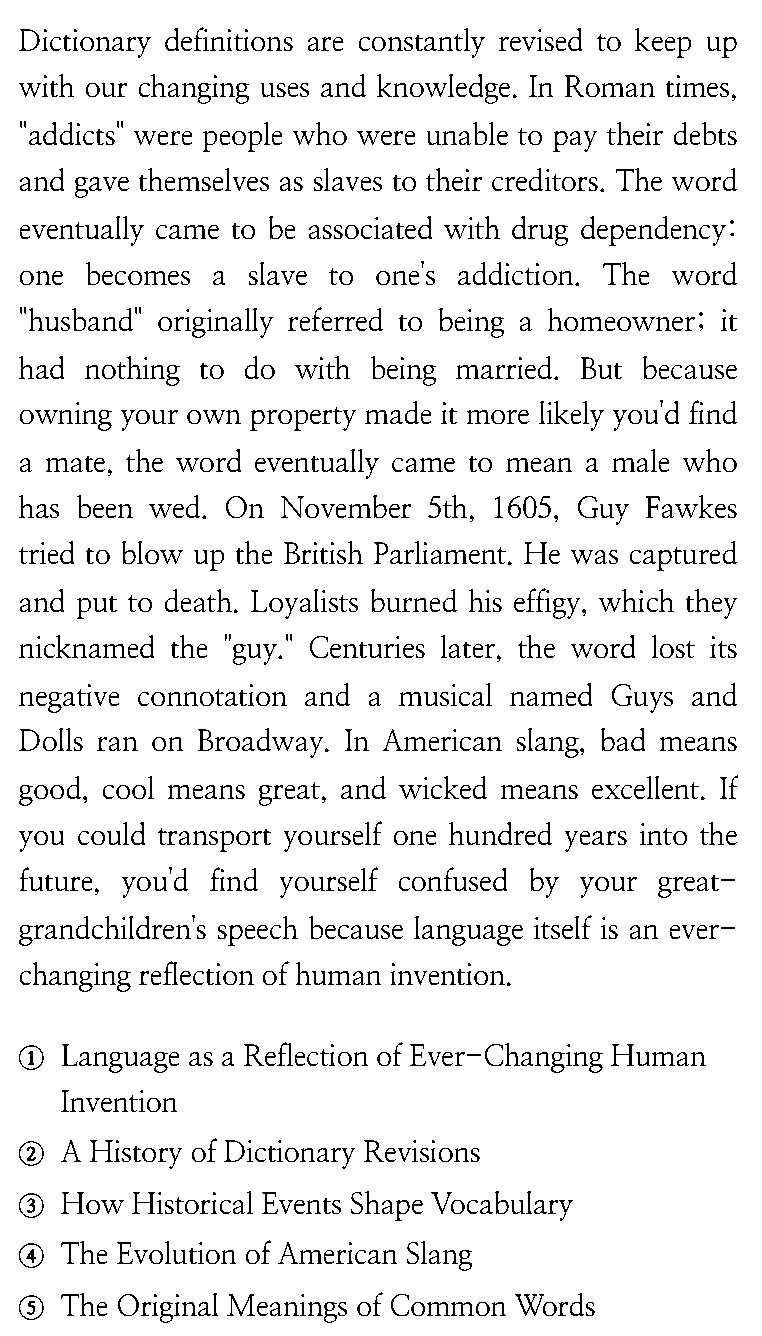 Dictionary definitions are constantly revised to keep up
with our changing uses and knowledge. In Roman times,
"addicts" were people who were unable to pay their debts
and gave themselves as slaves to their creditors. The word
eventually came to be associated with drug dependency:
one becomes a slave to one's addiction. The word
"husband" originally referred to being a homeowner; it
had nothing to do with being married. But because
owning your own property made it more likely you'd find
a mate, the word eventually came to mean a male who
has been wed. On November 5th, 1605, Guy Fawkes
tried to blow up the British Parliament. He was captured
and put to death. Loyalists burned his effigy, which they
nicknamed the "guy." Centuries later, the word lost its
negative connotation and a musical named Guys and
Dolls ran on Broadway. In American slang, bad means
good, cool means great, and wicked means excellent. If
you could transport yourself one hundred years into the
future, you'd find yourself confused by your great-
grandchildren's speech because language itself is an ever-
changing reflection of human invention.
① Language as a Reflection of Ever-Changing Human
Invention
② A History of Dictionary Revisions
③ How Historical Events Shape Vocabulary
④ The Evolution of American Slang
⑤ The Original Meanings of Common Words